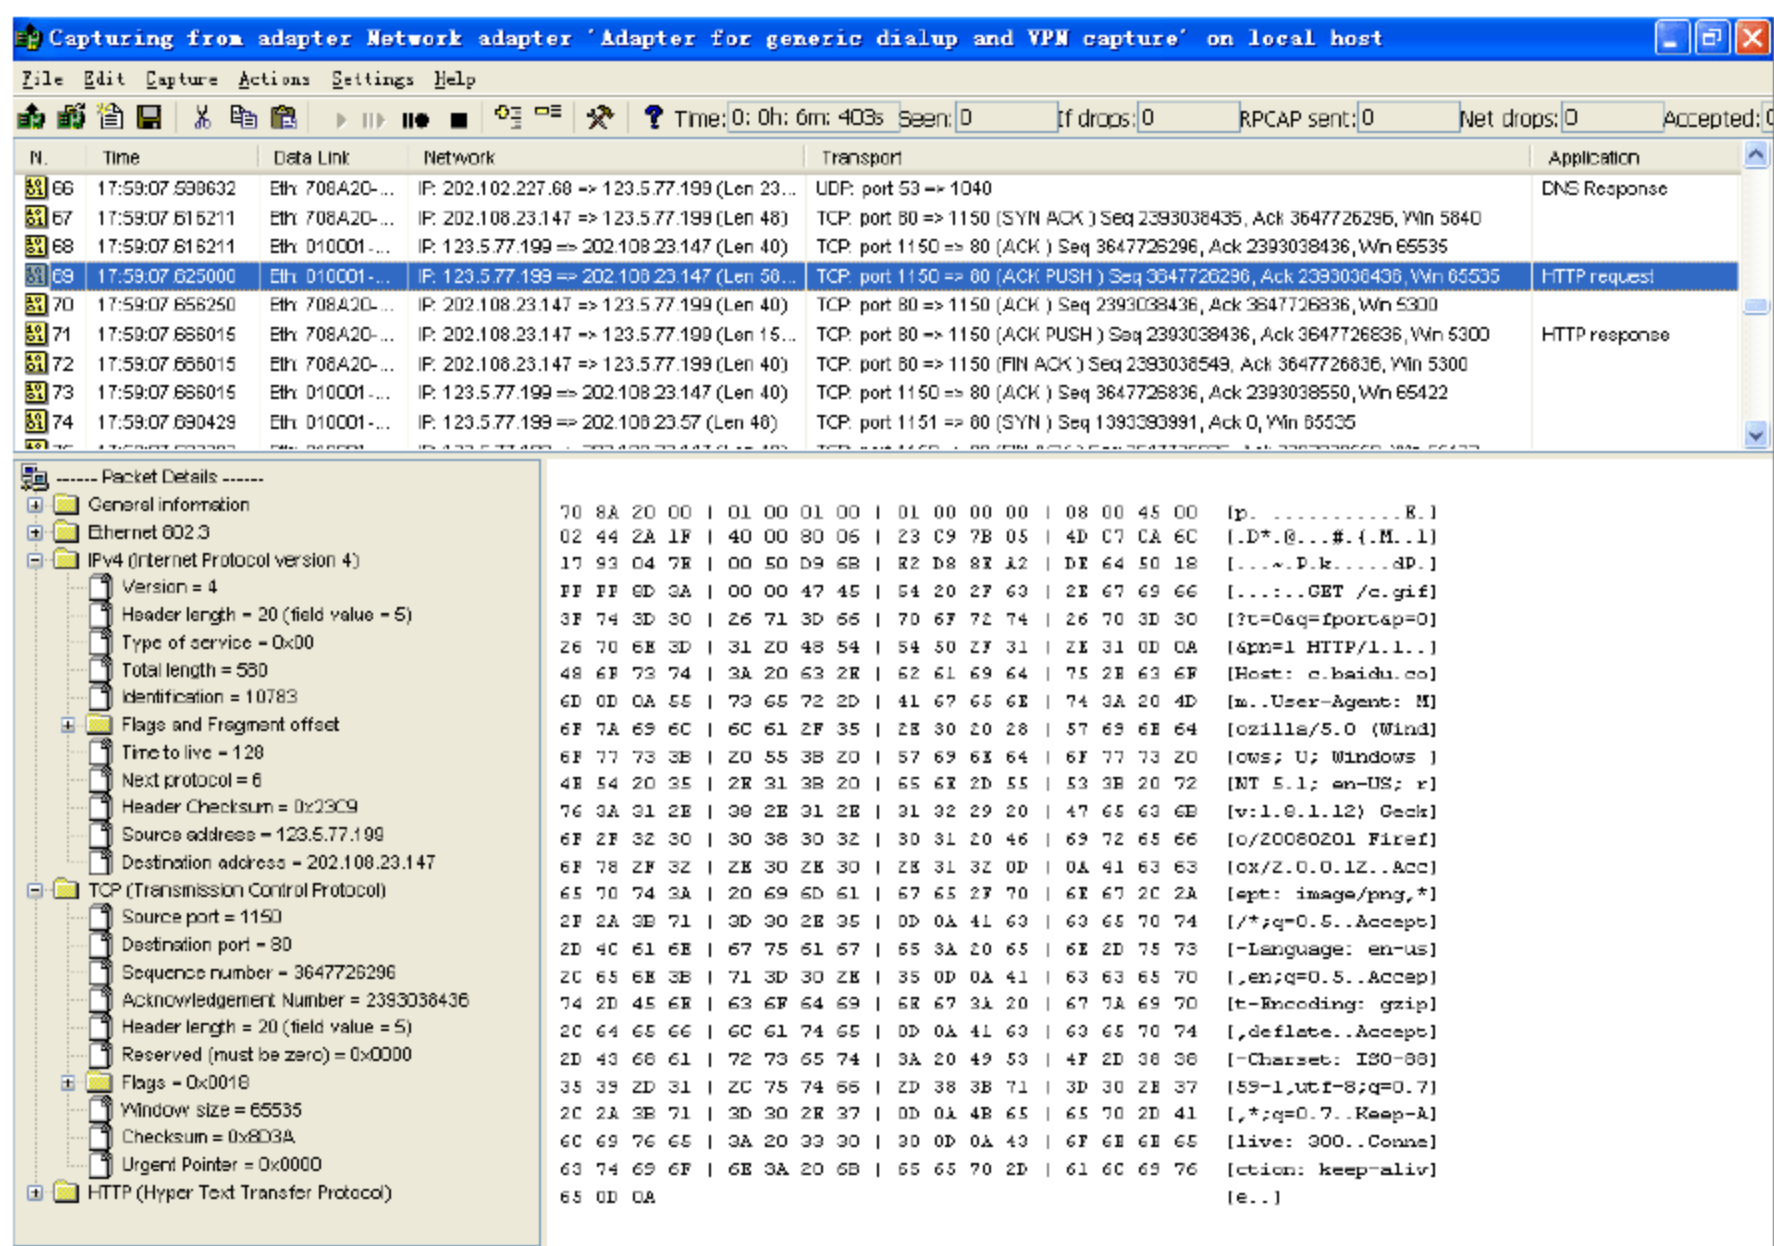 Capturing from adapter Network adapter 'Adapter for generic dialup and VPN capture' on local host
File Edit Capture Actions Settings Help
Time: 0: 0h: 6m: 403s Seen: 0 If drops: 0 RPCAP sent: 0 Net drops: 0 Accepted:
N. Time Data Link Network Transport Application
66 17:59:07.598632 Eth: 708A20-... IP: 202.102.227.68 => 123.5.77.199 (Len 23... UDP: port 53 => 1040 DNS Response
67 17:59:07.616211 Eth: 708A20-... IP: 202.108.23.147 => 123.5.77.199 (Len 48) TCP: port 80 => 1150 (SYN ACK ) Seq 2393038435, Ack 3647726296, Win 5840
68 17:59:07.616211 Eth: 010001-... IP: 123.5.77.199 => 202.108.23.147 (Len 40) TCP: port 1150 => 80 (ACK ) Seq 3647726296, Ack 2393038436, Win 65535
69 17:59:07.625000 Eth: 010001-... IP: 123.5.77.199 => 202.108.23.147 (Len 58... TCP: port 1150 => 80 (ACK PUSH ) Seq 3647726296, Ack 2393038436, Win 65535 HTTP request
70 17:59:07.656250 Eth: 708A20-... IP: 202.108.23.147 => 123.5.77.199 (Len 40) TCP: port 80 => 1150 (ACK ) Seq 2393038436, Ack 3647726836, Win 5300
71 17:59:07.666015 Eth: 708A20-... IP: 202.108.23.147 => 123.5.77.199 (Len 15... TCP: port 80 => 1150 (ACK PUSH ) Seq 2393038436, Ack 3647726836, Win 5300 HTTP response
72 17:59:07.666015 Eth: 708A20-... IP: 202.108.23.147 => 123.5.77.199 (Len 40) TCP: port 80 => 1150 (FIN ACK ) Seq 2393038549, Ack 3647726836, Win 5300
73 17:59:07.666015 Eth: 010001-... IP: 123.5.77.199 => 202.108.23.147 (Len 40) TCP: port 1150 => 80 (ACK ) Seq 3647726836, Ack 2393038550, Win 65422
74 17:59:07.690429 Eth: 010001-... IP: 123.5.77.199 => 202.108.23.57 (Len 48) TCP: port 1151 => 80 (SYN ) Seq 1393393991, Ack 0, Win 65535
------ Packet Details ------
General information
Ethernet 802.3
IPv4 (Internet Protocol version 4)
Version = 4
Header length = 20 (field value = 5)
Type of service = 0x00
Total length = 580
Identification = 10783
Flags and Fragment offset
Time to live = 128
Next protocol = 6
Header Checksum = 0x23C9
Source address = 123.5.77.199
Destination address = 202.108.23.147
TCP (Transmission Control Protocol)
Source port = 1150
Destination port = 80
Sequence number = 3647726296
Acknowledgement Number = 2393038436
Header length = 20 (field value = 5)
Reserved (must be zero) = 0x0000
Flags = 0x0018
Window size = 65535
Checksum = 0x8D3A
Urgent Pointer = 0x0000
HTTP (Hyper Text Transfer Protocol)
70 8A 20 00 | 01 00 01 00 | 01 00 00 00 | 08 00 45 00 [p. ...........E.]
02 44 2A 1F | 40 00 80 06 | 23 C9 7B 05 | 4D C7 CA 6C [.D*.@...#.{.M..l]
17 93 04 7E | 00 50 D9 6B | E2 D8 8E A2 | DE 64 50 18 [...~.P.k.....dP.]
FF FF 8D 3A | 00 00 47 45 | 54 20 2F 63 | 2E 67 69 66 [...:..GET /c.gif]
3F 74 3D 30 | 26 71 3D 66 | 70 6F 72 74 | 26 70 3D 30 [?t=0&q=fport&p=0]
26 70 6E 3D | 31 20 48 54 | 54 50 2F 31 | 2E 31 0D 0A [&pn=1 HTTP/1.1..]
48 6F 73 74 | 3A 20 63 2E | 62 61 69 64 | 75 2E 63 6F [Host: c.baidu.co]
6D 0D 0A 55 | 73 65 72 2D | 41 67 65 6E | 74 3A 20 4D [m..User-Agent: M]
6F 7A 69 6C | 6C 61 2F 35 | 2E 30 20 28 | 57 69 6E 64 [ozilla/5.0 (Wind]
6F 77 73 3B | 20 55 3B 20 | 57 69 6E 64 | 6F 77 73 20 [ows; U; Windows ]
4E 54 20 35 | 2E 31 3B 20 | 65 6E 2D 55 | 53 3B 20 72 [NT 5.1; en-US; r]
76 3A 31 2E | 38 2E 31 2E | 31 32 29 20 | 47 65 63 6B [v:1.8.1.12) Geck]
6F 2F 32 30 | 30 38 30 32 | 30 31 20 46 | 69 72 65 66 [o/20080201 Firef]
6F 78 2F 32 | 2E 30 2E 30 | 2E 31 32 0D | 0A 41 63 63 [ox/2.0.0.12..Acc]
65 70 74 3A | 20 69 6D 61 | 67 65 2F 70 | 6E 67 2C 2A [ept: image/png,*]
2F 2A 3B 71 | 3D 30 2E 35 | 0D 0A 41 63 | 63 65 70 74 [/*;q=0.5..Accept]
2D 4C 61 6E | 67 75 61 67 | 65 3A 20 65 | 6E 2D 75 73 [-Language: en-us]
2C 65 6E 3B | 71 3D 30 2E | 35 0D 0A 41 | 63 63 65 70 [,en;q=0.5..Accep]
74 2D 45 6E | 63 6F 64 69 | 6E 67 3A 20 | 67 7A 69 70 [t-Encoding: gzip]
2C 64 65 66 | 6C 61 74 65 | 0D 0A 41 63 | 63 65 70 74 [,deflate..Accept]
2D 43 68 61 | 72 73 65 74 | 3A 20 49 53 | 4F 2D 38 38 [-Charset: ISO-88]
35 39 2D 31 | 2C 75 74 66 | 2D 38 3B 71 | 3D 30 2E 37 [59-1,utf-8;q=0.7]
2C 2A 3B 71 | 3D 30 2E 37 | 0D 0A 4B 65 | 65 70 2D 41 [,*;q=0.7..Keep-A]
6C 69 76 65 | 3A 20 33 30 | 30 0D 0A 43 | 6F 6E 6E 65 [live: 300..Conne]
63 74 69 6F | 6E 3A 20 6B | 65 65 70 2D | 61 6C 69 76 [ction: keep-aliv]
65 0D 0A [e..]